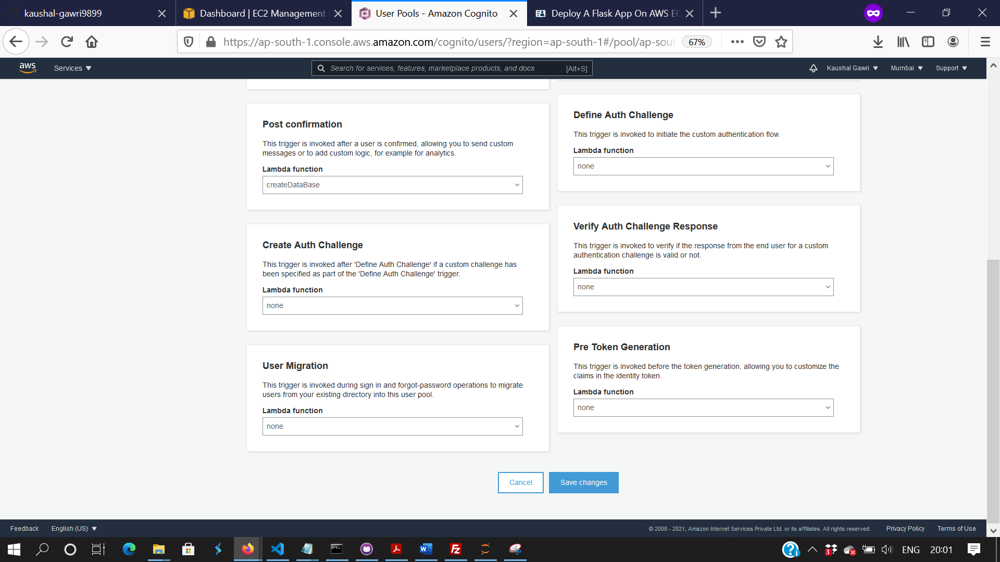 kaushal-gawri9899
Dashboard | EC2 Management
User Pools - Amazon Cognito
Deploy A Flask App On AWS EC
https://ap-south-1.console.aws.amazon.com/cognito/users/?region=ap-south-1#/pool/ap-sout
67%
aws
Services
Search for services, features, marketplace products, and docs
[Alt+S]
Kaushal Gawri
Mumbai
Support
Post confirmation
This trigger is invoked after a user is confirmed, allowing you to send custom
messages or to add custom logic, for example for analytics.
Lambda function
createDataBase
Create Auth Challenge
This trigger is invoked after 'Define Auth Challenge' if a custom challenge has
been specified as part of the 'Define Auth Challenge' trigger.
Lambda function
none
User Migration
This trigger is invoked during sign in and forgot-password operations to migrate
users from your existing directory into this user pool.
Lambda function
none
Define Auth Challenge
This trigger is invoked to initiate the custom authentication flow.
Lambda function
none
Verify Auth Challenge Response
This trigger is invoked to verify if the response from the end user for a custom
authentication challenge is valid or not.
Lambda function
none
Pre Token Generation
This trigger is invoked before the token generation, allowing you to customize the
claims in the identity token.
Lambda function
none
Cancel
Save changes
Feedback
English (US)
© 2008 - 2021, Amazon Internet Services Private Ltd. or its affiliates. All rights reserved.
Privacy Policy
Terms of Use
3
ENG
20:01